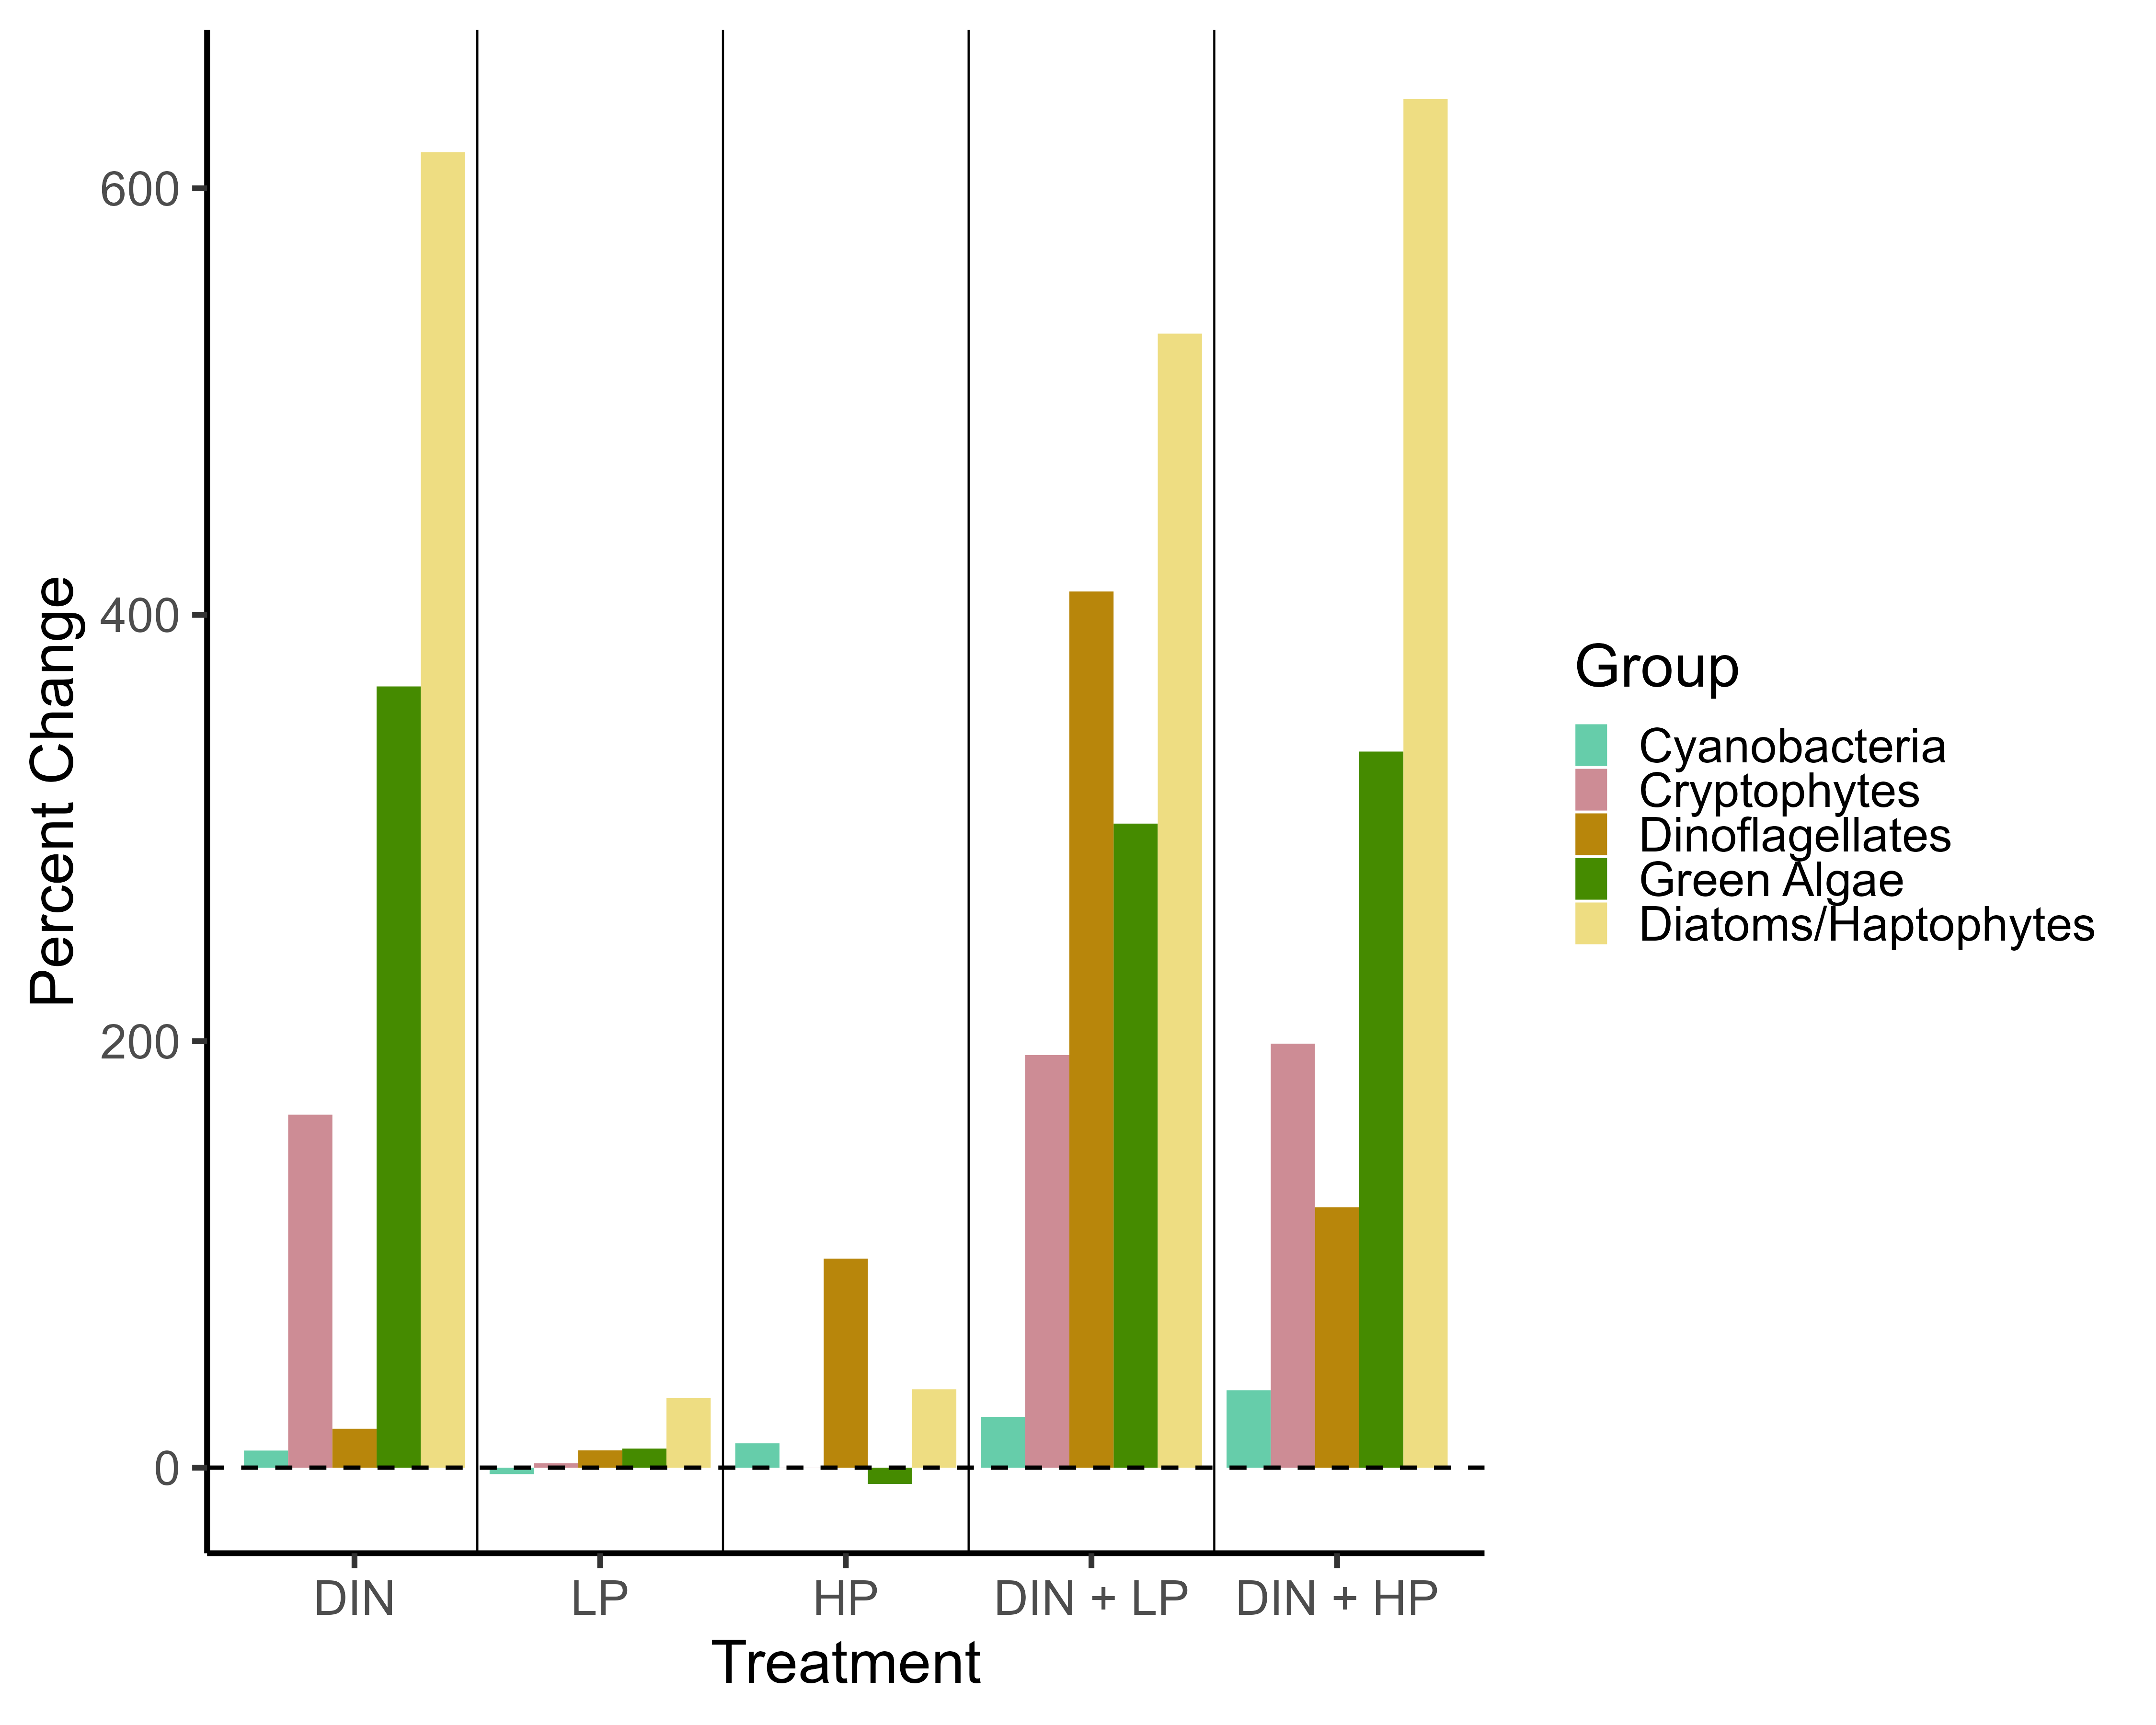 Percent Change
600
400
200
0
DIN
LP
HP
DIN + LP
DIN + HP
Treatment
Group
Cyanobacteria
Cryptophytes
Dinoflagellates
Green Algae
Diatoms/Haptophytes